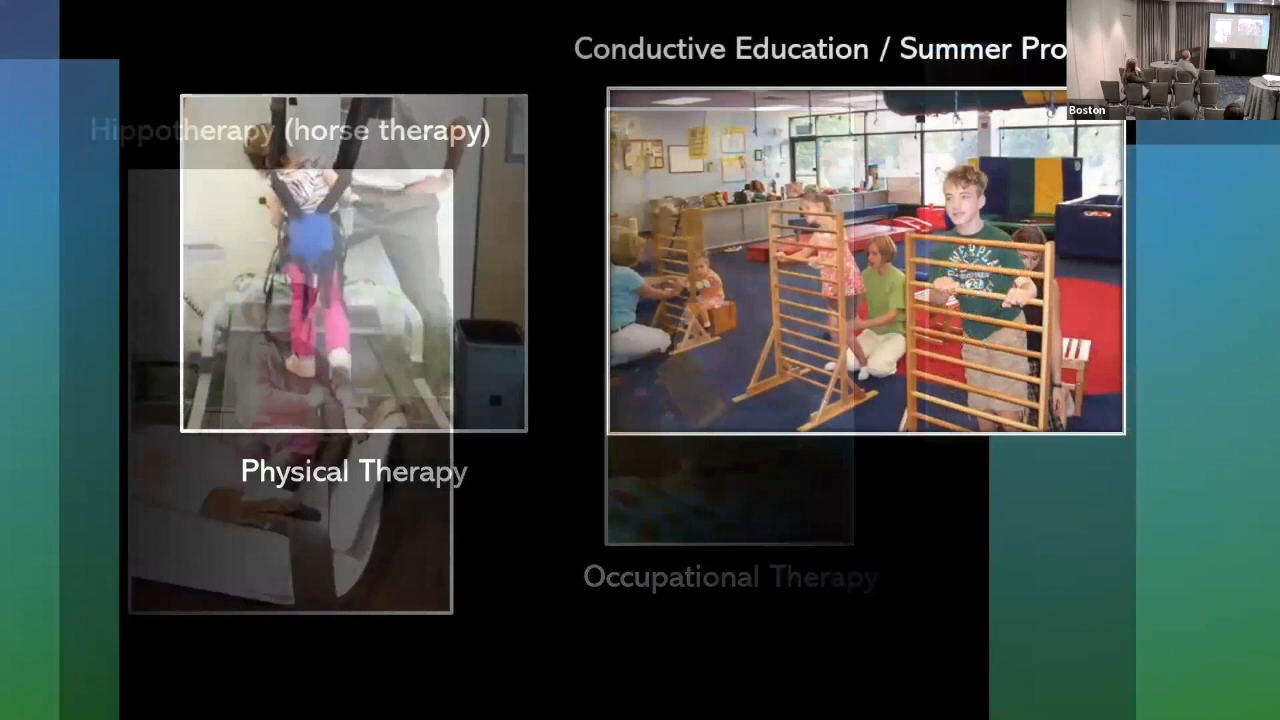 Conductive Education / Summer Pro
Boston
Hippotherapy (horse therapy)
Physical Therapy
Occupational Therapy